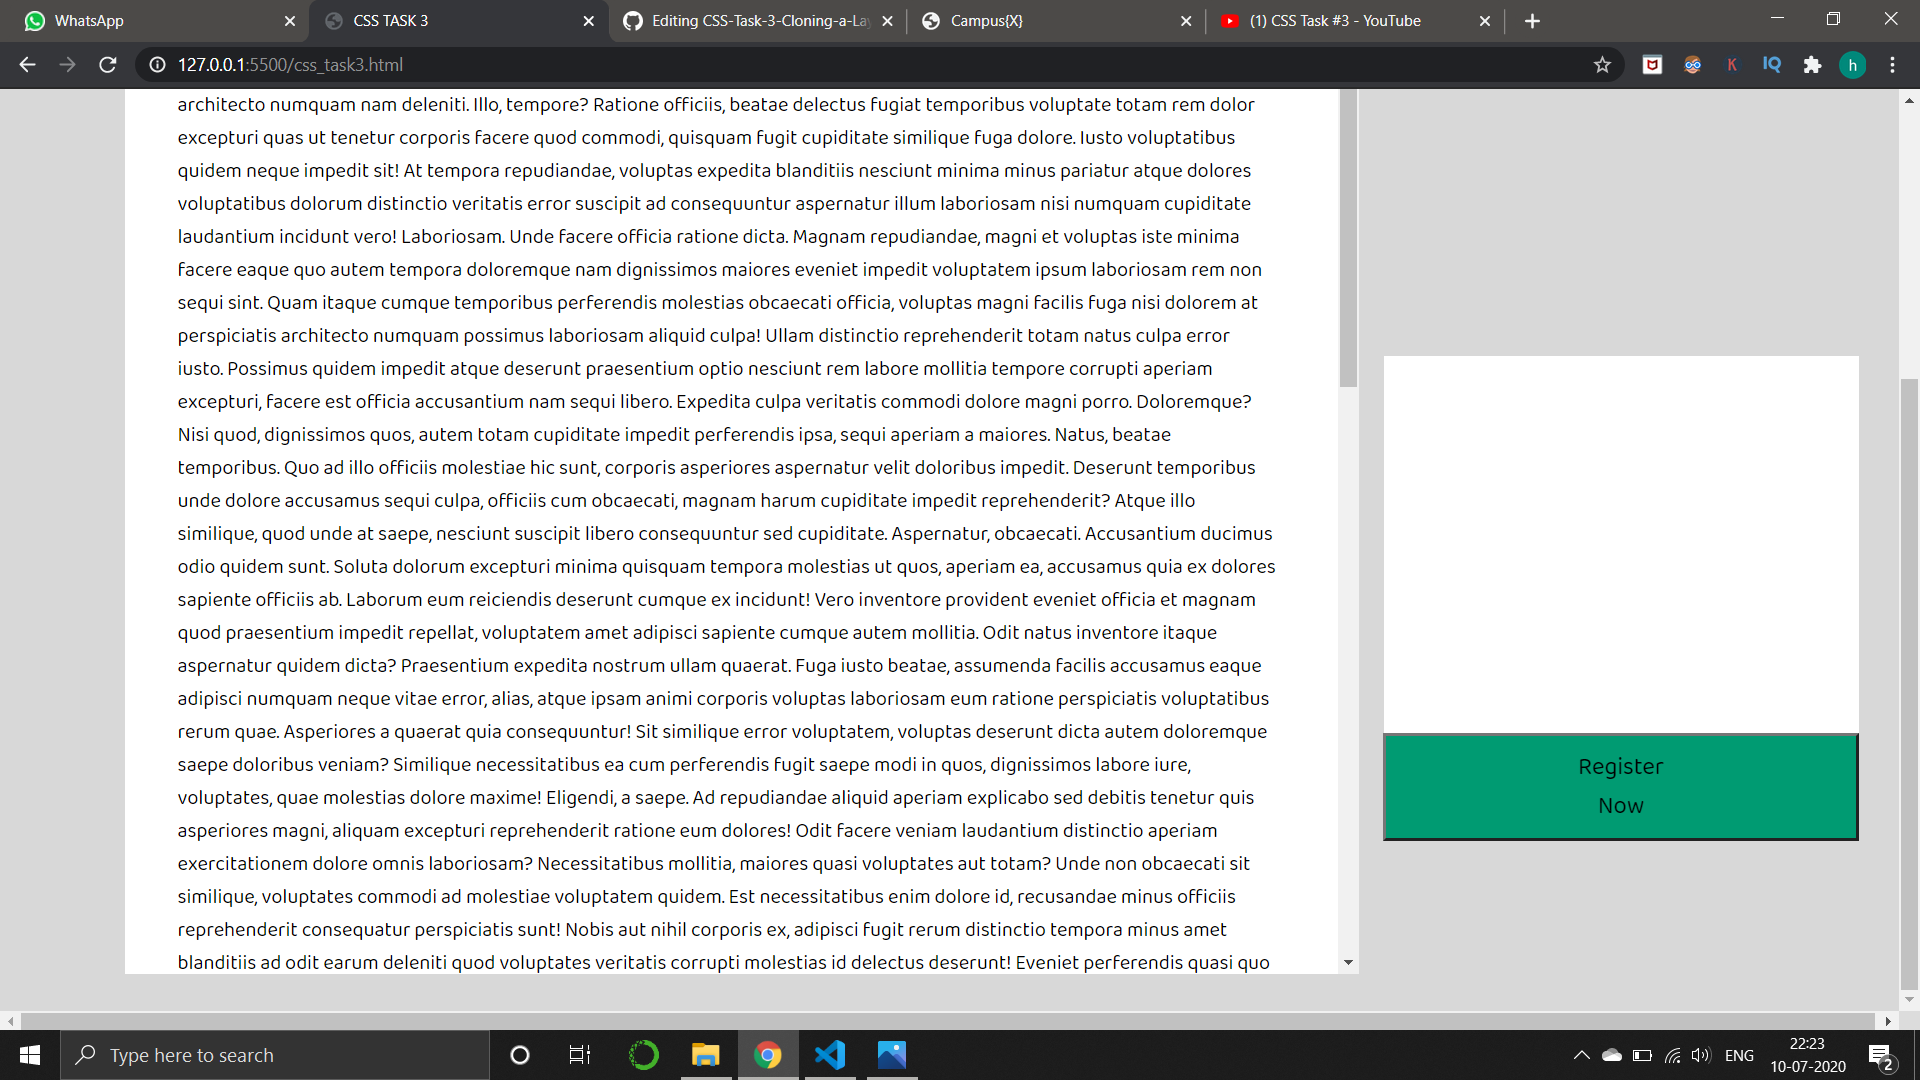 WhatsApp
CSS TASK 3
Editing CSS-Task-3-Cloning-a-La
Campus{X}
(1) CSS Task #3 - YouTube
127.0.0.1:5500/css_task3.html
K
IQ
h
architecto numquam nam deleniti. Illo, tempore? Ratione officiis, beatae delectus fugiat temporibus voluptate totam rem dolor
excepturi quas ut tenetur corporis facere quod commodi, quisquam fugit cupiditate similique fuga dolore. Iusto voluptatibus
quidem neque impedit sit! At tempora repudiandae, voluptas expedita blanditiis nesciunt minima minus pariatur atque dolores
voluptatibus dolorum distinctio veritatis error suscipit ad consequuntur aspernatur illum laboriosam nisi numquam cupiditate
laudantium incidunt vero! Laboriosam. Unde facere officia ratione dicta. Magnam repudiandae, magni et voluptas iste minima
facere eaque quo autem tempora doloremque nam dignissimos maiores eveniet impedit voluptatem ipsum laboriosam rem non
sequi sint. Quam itaque cumque temporibus perferendis molestias obcaecati officia, voluptas magni facilis fuga nisi dolorem at
perspiciatis architecto numquam possimus laboriosam aliquid culpa! Ullam distinctio reprehenderit totam natus culpa error
iusto. Possimus quidem impedit atque deserunt praesentium optio nesciunt rem labore mollitia tempore corrupti aperiam
excepturi, facere est officia accusantium nam sequi libero. Expedita culpa veritatis commodi dolore magni porro. Doloremque?
Nisi quod, dignissimos quos, autem totam cupiditate impedit perferendis ipsa, sequi aperiam a maiores. Natus, beatae
temporibus. Quo ad illo officiis molestiae hic sunt, corporis asperiores aspernatur velit doloribus impedit. Deserunt temporibus
unde dolore accusamus sequi culpa, officiis cum obcaecati, magnam harum cupiditate impedit reprehenderit? Atque illo
similique, quod unde at saepe, nesciunt suscipit libero consequuntur sed cupiditate. Aspernatur, obcaecati. Accusantium ducimus
odio quidem sunt. Soluta dolorum excepturi minima quisquam tempora molestias ut quos, aperiam ea, accusamus quia ex dolores
sapiente officiis ab. Laborum eum reiciendis deserunt cumque ex incidunt! Vero inventore provident eveniet officia et magnam
quod praesentium impedit repellat, voluptatem amet adipisci sapiente cumque autem mollitia. Odit natus inventore itaque
aspernatur quidem dicta? Praesentium expedita nostrum ullam quaerat. Fuga iusto beatae, assumenda facilis accusamus eaque
adipisci numquam neque vitae error, alias, atque ipsam animi corporis voluptas laboriosam eum ratione perspiciatis voluptatibus
rerum quae. Asperiores a quaerat quia consequuntur! Sit similique error voluptatem, voluptas deserunt dicta autem doloremque
saepe doloribus veniam? Similique necessitatibus ea cum perferendis fugit saepe modi in quos, dignissimos labore iure,
voluptates, quae molestias dolore maxime! Eligendi, a saepe. Ad repudiandae aliquid aperiam explicabo sed debitis tenetur quis
asperiores magni, aliquam excepturi reprehenderit ratione eum dolores! Odit facere veniam laudantium distinctio aperiam
exercitationem dolore omnis laboriosam? Necessitatibus mollitia, maiores quasi voluptates aut totam? Unde non obcaecati sit
similique, voluptates commodi ad molestiae voluptatem quidem. Est necessitatibus enim dolore id, recusandae minus officiis
reprehenderit consequatur perspiciatis sunt! Nobis aut nihil corporis ex, adipisci fugit rerum distinctio tempora minus amet
blanditiis ad odit earum deleniti quod voluptates veritatis corrupti molestias id delectus deserunt! Eveniet perferendis quasi quo
Register
Now
Type here to search
ENG
22:23
10-07-2020
2